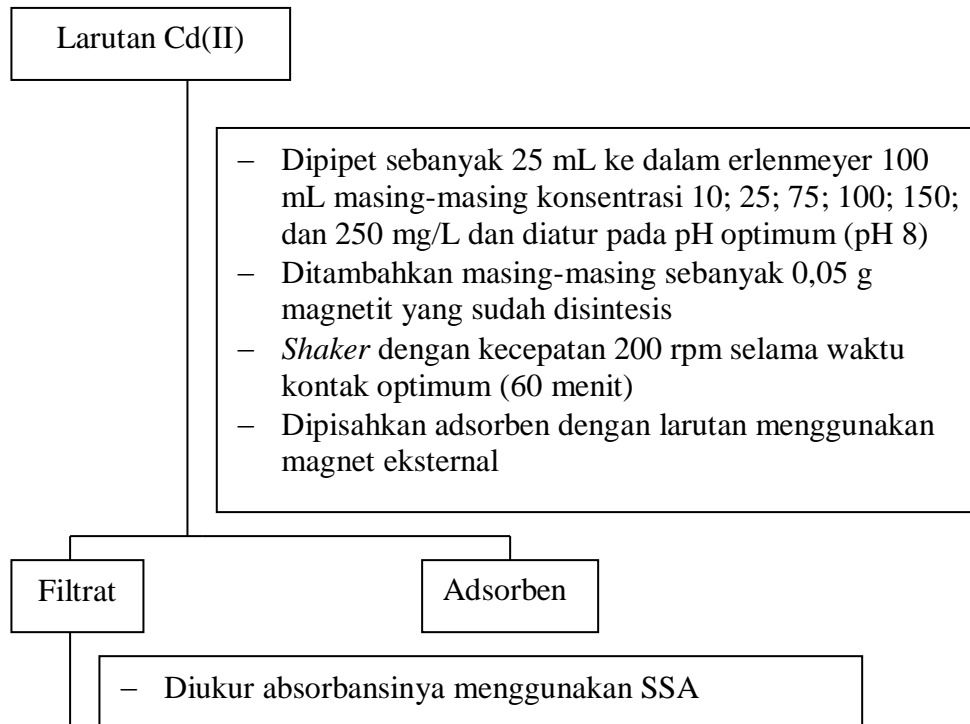 Larutan Cd(II)
– Dipipet sebanyak 25 mL ke dalam erlenmeyer 100
mL masing-masing konsentrasi 10; 25; 75; 100; 150;
dan 250 mg/L dan diatur pada pH optimum (pH 8)
– Ditambahkan masing-masing sebanyak 0,05 g
magnetit yang sudah disintesis
– Shaker dengan kecepatan 200 rpm selama waktu
kontak optimum (60 menit)
– Dipisahkan adsorben dengan larutan menggunakan
magnet eksternal
Filtrat
Adsorben
– Diukur absorbansinya menggunakan SSA